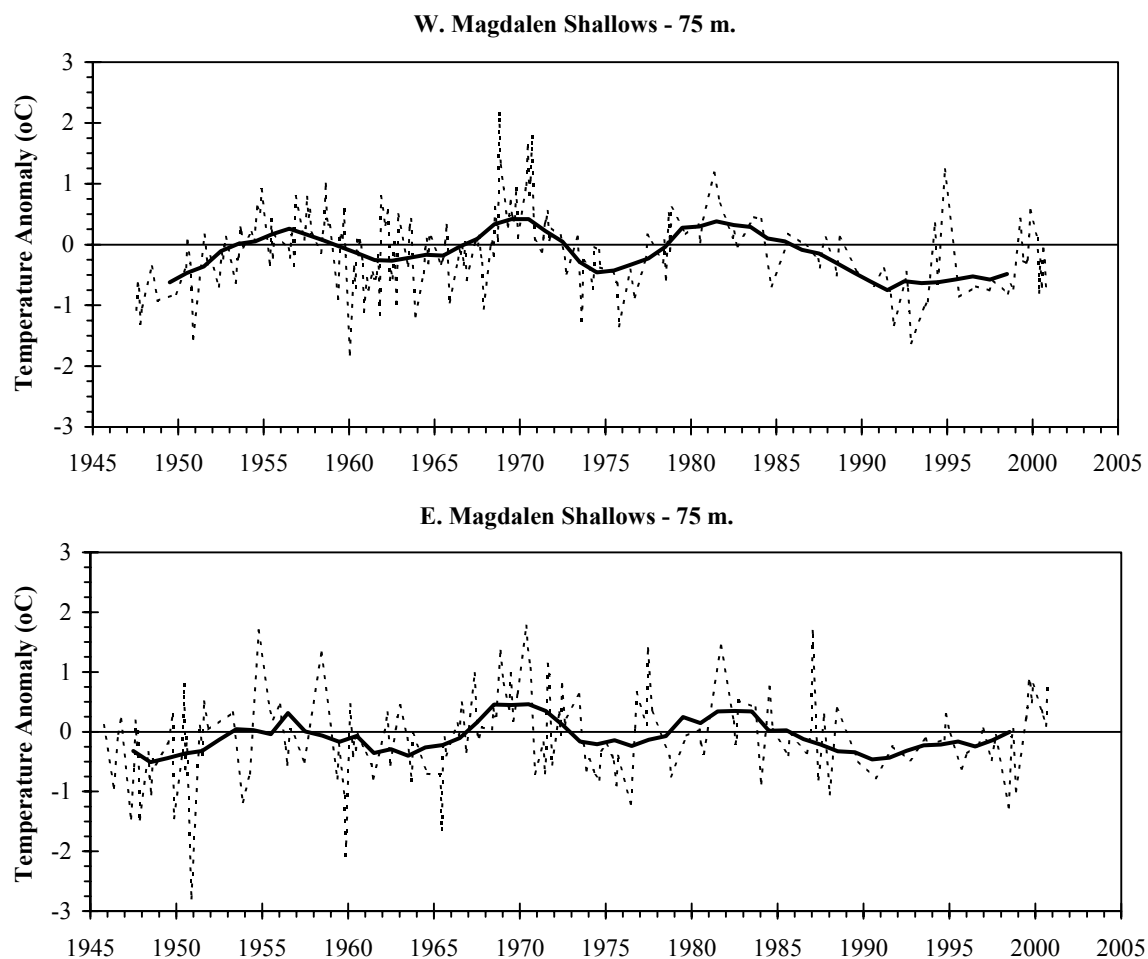 W. Magdalen Shallows - 75 m.
Temperature Anomaly (oC)
3
2
1
0
-1
-2
-3
1945 1950 1955 1960 1965 1970 1975 1980 1985 1990 1995 2000 2005
E. Magdalen Shallows - 75 m.
Temperature Anomaly (oC)
3
2
1
0
-1
-2
-3
1945 1950 1955 1960 1965 1970 1975 1980 1985 1990 1995 2000 2005